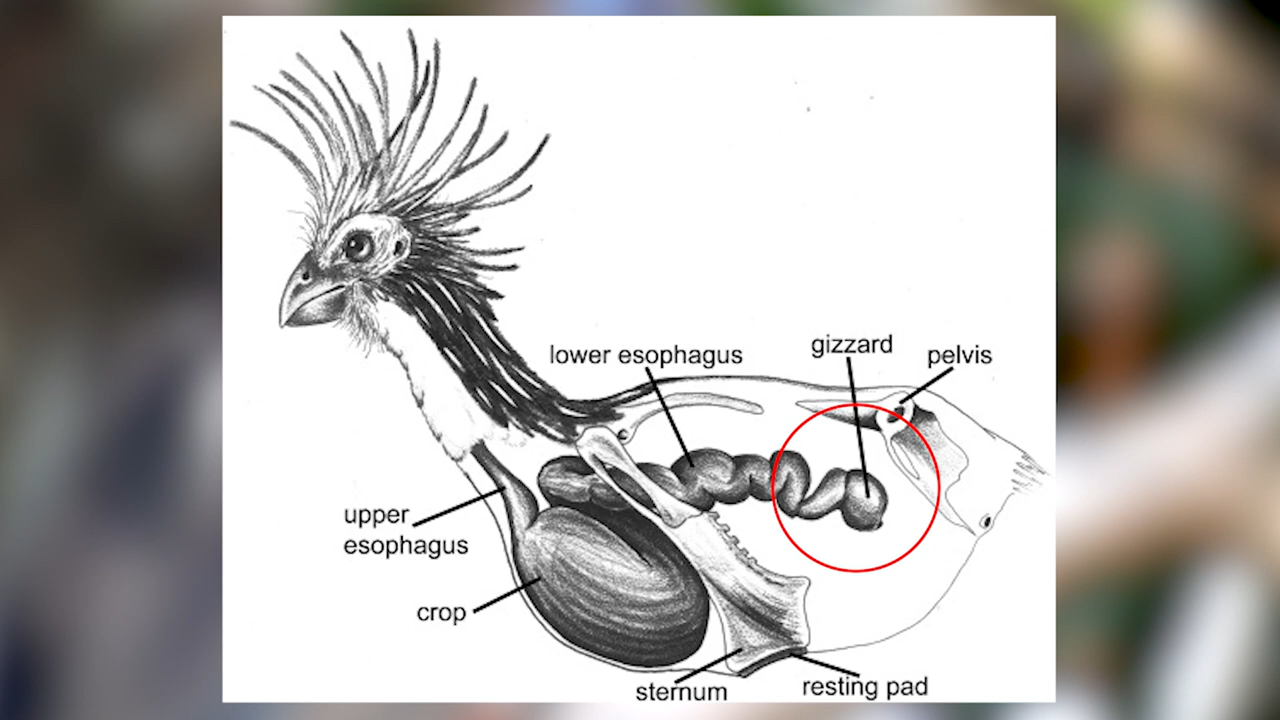 gizzard
lower esophagus
pelvis
upper
esophagus
crop
sternum
resting pad